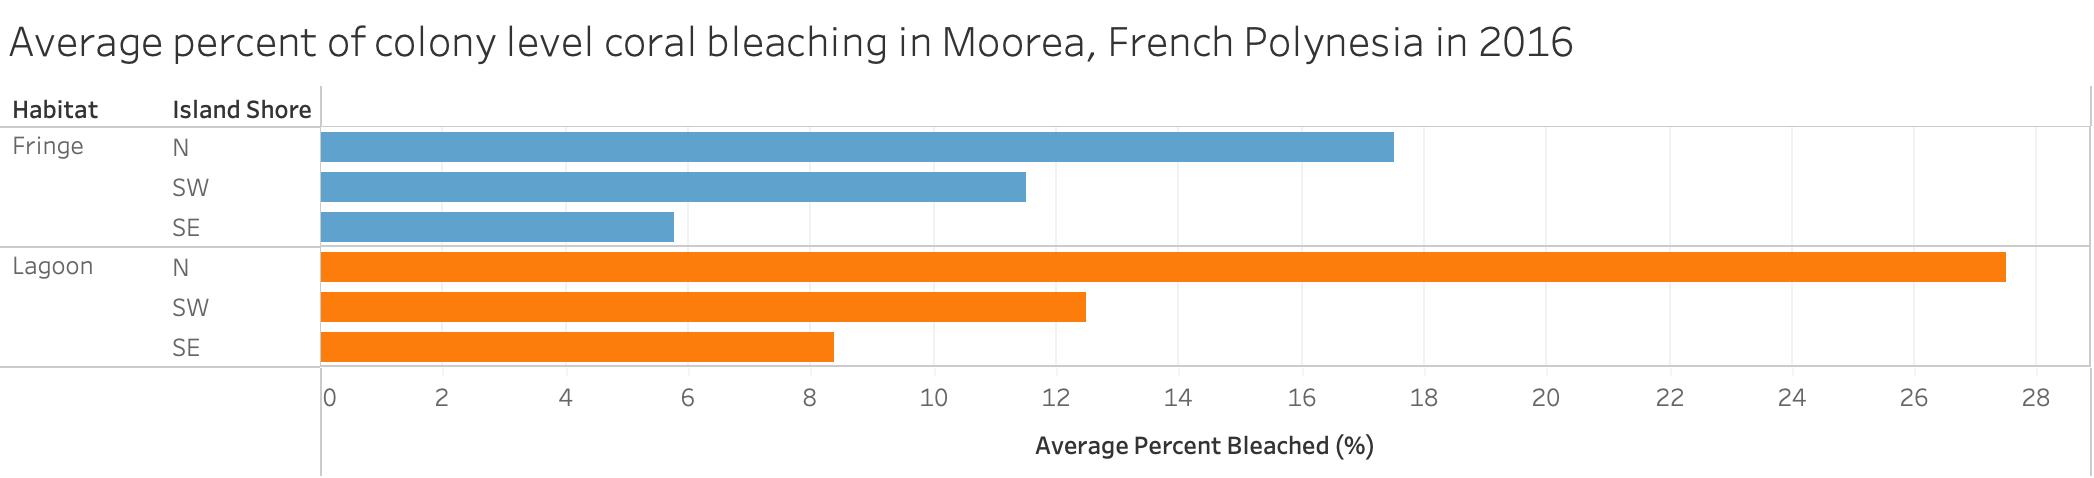 Average percent of colony level coral bleaching in Moorea, French Polynesia in 2016
Habitat Island Shore
Fringe N
SW
SE
Lagoon N
SW
SE
0 2 4 6 8 10 12 14 16 18 20 22 24 26 28
Average Percent Bleached (%)